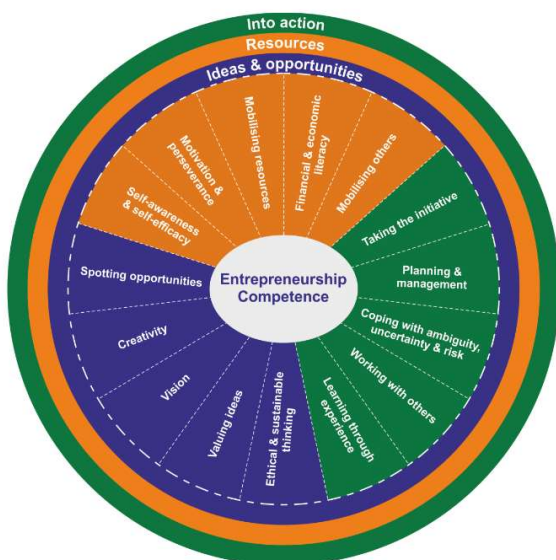 Into action
Resources
Ideas & opportunities
Self-awareness
& self-efficacy
Motivation &
perseverance
Mobilising resources
Financial & economic
literacy
Mobilising others
Taking the initiative
Planning &
management
Coping with ambiguity,
uncertainty & risk
Working with others
Learning through
experience
Ethical & sustainable
thinking
Valuing ideas
Vision
Creativity
Spotting opportunities
Entrepreneurship
Competence